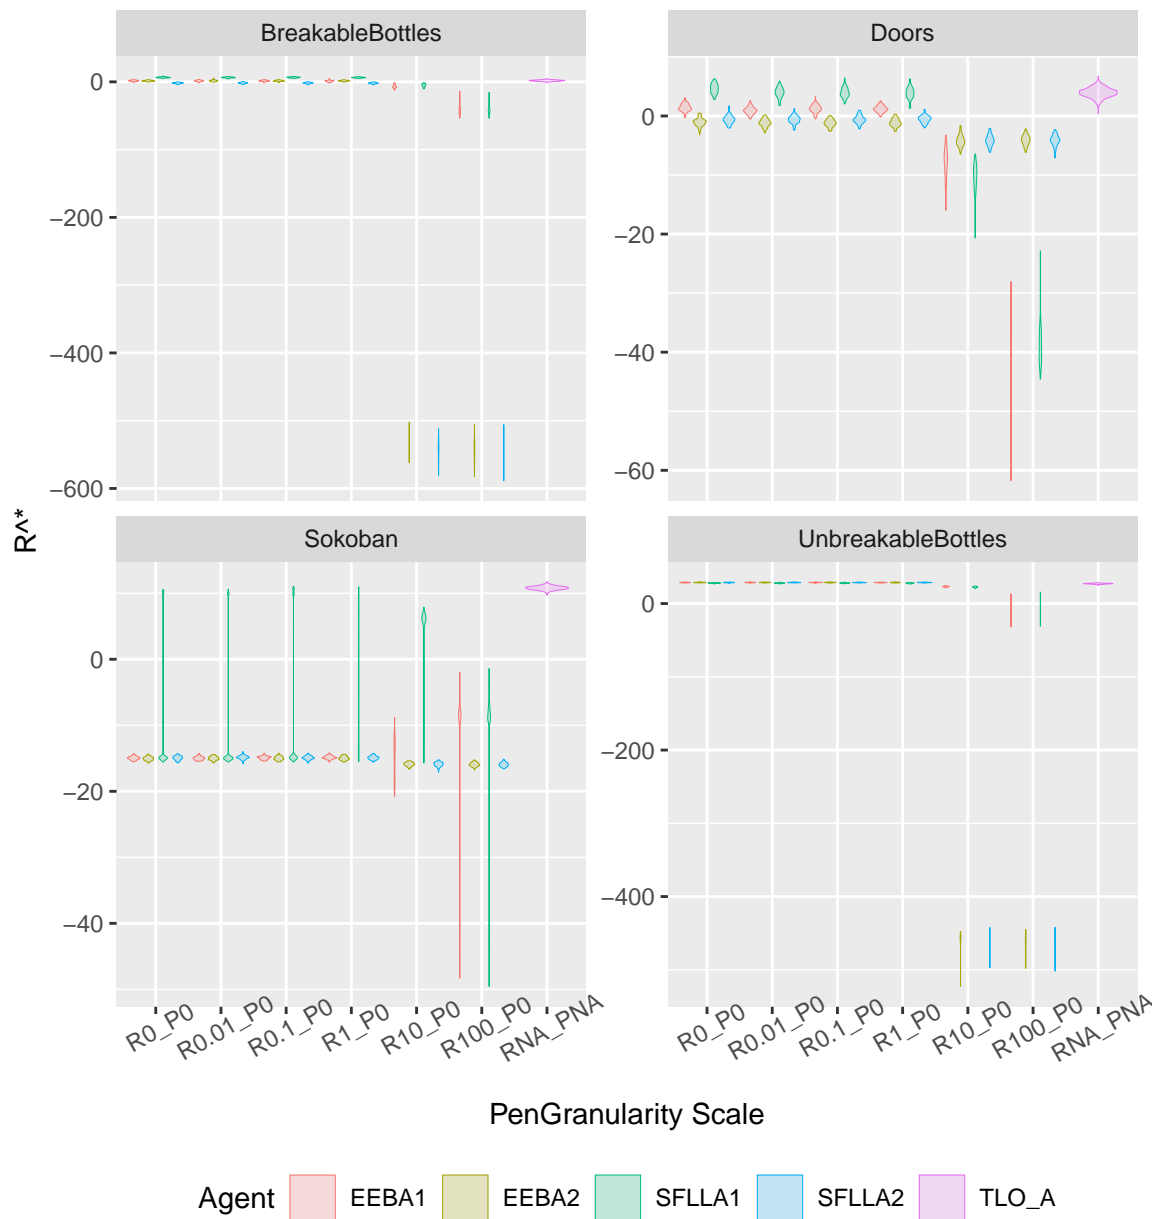 BreakableBottles
Doors
0
−200
−400
−600
0
−20
−40
−60
R^*
Sokoban
UnbreakableBottles
0
−20
−40
0
−200
−400
R0_P0
R0.01_P0
R0.1_P0
R1_P0
R10_P0
R100_P0
RNA_PNA
R0_P0
R0.01_P0
R0.1_P0
R1_P0
R10_P0
R100_P0
RNA_PNA
PenGranularity Scale
Agent EEBA1 EEBA2 SFLLA1 SFLLA2 TLO_A